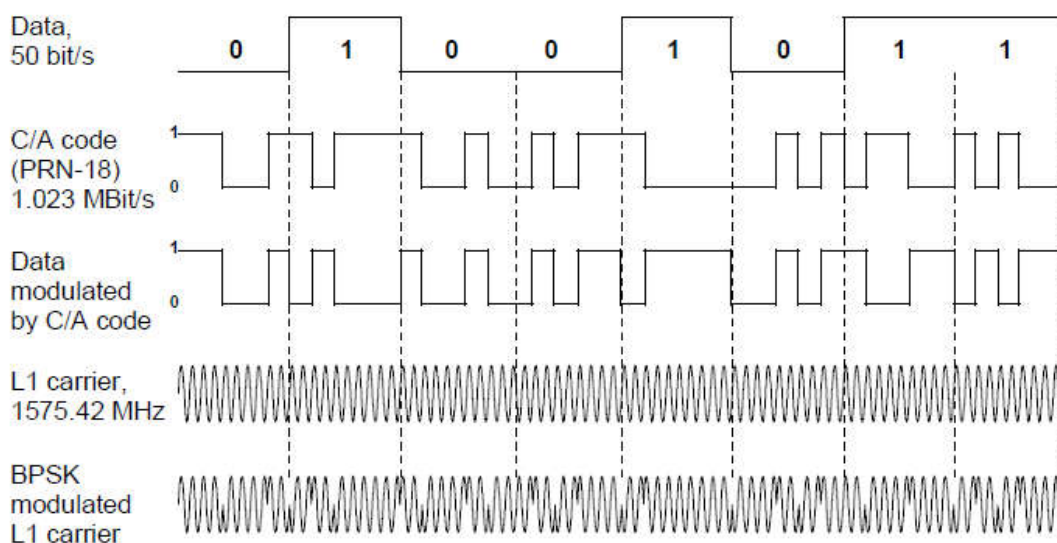 Data,
50 bit/s
0 1 0 0 1 0 1 1
C/A code
(PRN-18)
1.023 MBit/s
1
0
Data
modulated
by C/A code
1
0
L1 carrier,
1575.42 MHz
BPSK
modulated
L1 carrier